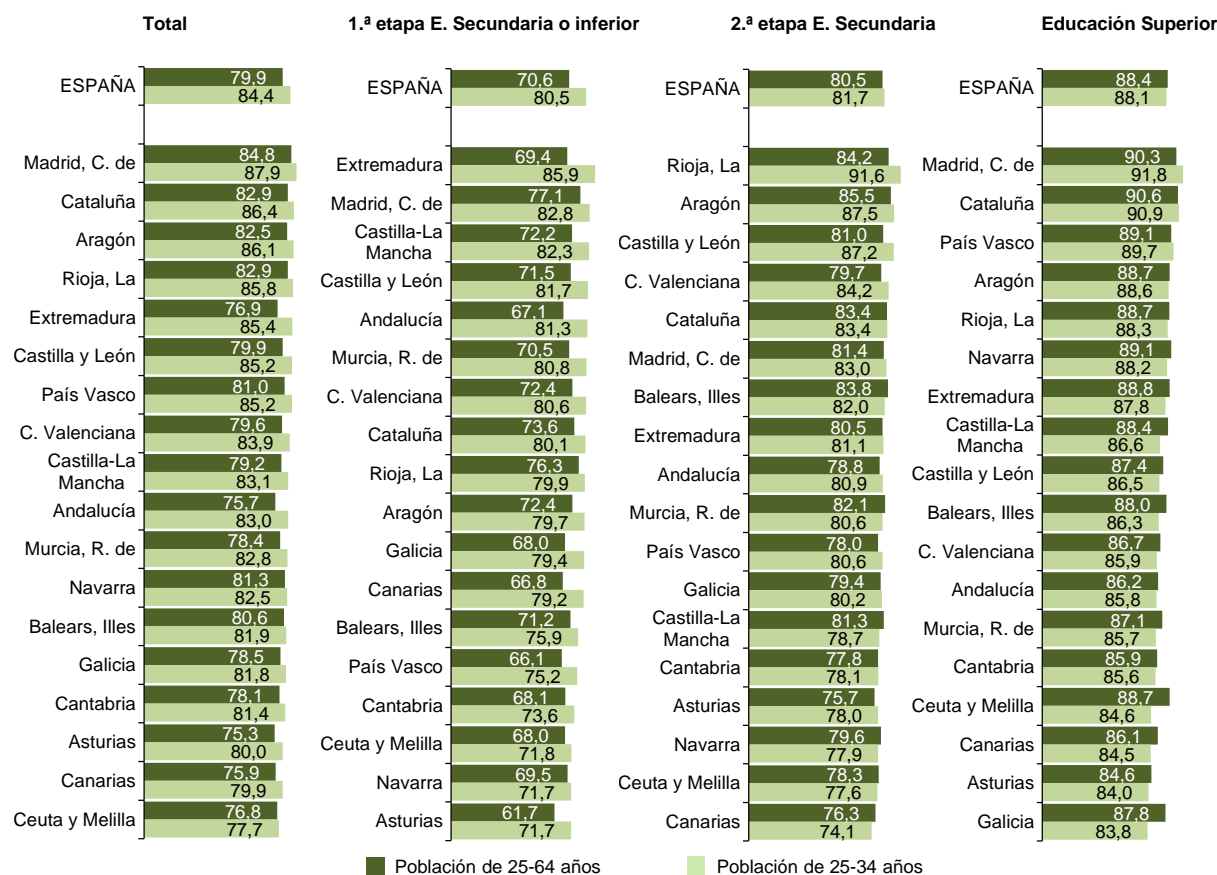 Total
ESPAÑA
79,9
84,4
Madrid, C. de
84,8
87,9
Cataluña
82,9
86,4
Aragón
82,5
86,1
Rioja, La
82,9
85,8
Extremadura
76,9
85,4
Castilla y León
79,9
85,2
País Vasco
81,0
85,2
C. Valenciana
79,6
83,9
Castilla-La
Mancha
79,2
83,1
Andalucía
75,7
83,0
Murcia, R. de
78,4
82,8
Navarra
81,3
82,5
Balears, Illes
80,6
81,9
Galicia
78,5
81,8
Cantabria
78,1
81,4
Asturias
75,3
80,0
Canarias
75,9
79,9
Ceuta y Melilla
76,8
77,7
1.ª etapa E. Secundaria o inferior
ESPAÑA
70,6
80,5
Extremadura
69,4
85,9
Madrid, C. de
77,1
82,8
Castilla-La
Mancha
72,2
82,3
Castilla y León
71,5
81,7
Andalucía
67,1
81,3
Murcia, R. de
70,5
80,8
C. Valenciana
72,4
80,6
Cataluña
73,6
80,1
Rioja, La
76,3
79,9
Aragón
72,4
79,7
Galicia
68,0
79,4
Canarias
66,8
79,2
Balears, Illes
71,2
75,9
País Vasco
66,1
75,2
Cantabria
68,1
73,6
Ceuta y Melilla
68,0
71,8
Navarra
69,5
71,7
Asturias
61,7
71,7
2.ª etapa E. Secundaria
ESPAÑA
80,5
81,7
Rioja, La
84,2
91,6
Aragón
85,5
87,5
Castilla y León
81,0
87,2
C. Valenciana
79,7
84,2
Cataluña
83,4
83,4
Madrid, C. de
81,4
83,0
Balears, Illes
83,8
82,0
Extremadura
80,5
81,1
Andalucía
78,8
80,9
Murcia, R. de
82,1
80,6
País Vasco
78,0
80,6
Galicia
79,4
80,2
Castilla-La
Mancha
81,3
78,7
Cantabria
77,8
78,1
Asturias
75,7
78,0
Navarra
79,6
77,9
Ceuta y Melilla
78,3
77,6
Canarias
76,3
74,1
Educación Superior
ESPAÑA
88,4
88,1
Madrid, C. de
90,3
91,8
Cataluña
90,6
90,9
País Vasco
89,1
89,7
Aragón
88,7
88,6
Rioja, La
88,7
88,3
Navarra
89,1
88,2
Extremadura
88,8
87,8
Castilla-La
Mancha
88,4
86,6
Castilla y León
87,4
86,5
Balears, Illes
88,0
86,3
C. Valenciana
86,7
85,9
Andalucía
86,2
85,8
Murcia, R. de
87,1
85,7
Cantabria
85,9
85,6
Ceuta y Melilla
88,7
84,6
Canarias
86,1
84,5
Asturias
84,6
84,0
Galicia
87,8
83,8
Población de 25-64 años
Población de 25-34 años